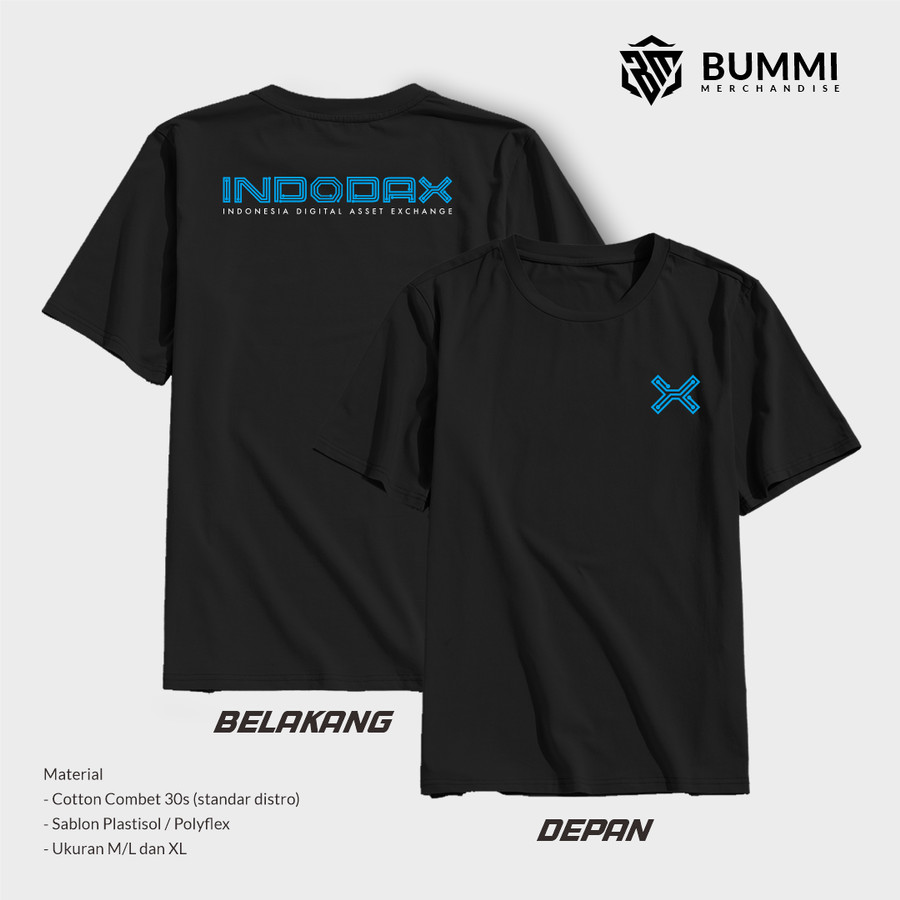 BUMMI
MERCHANDISE
INDODAX
INDONESIA DIGITAL ASSET EXCHANGE
BELAKANG
DEPAN
Material
- Cotton Combet 30s (standar distro)
- Sablon Plastisol / Polyflex
- Ukuran M/L dan XL